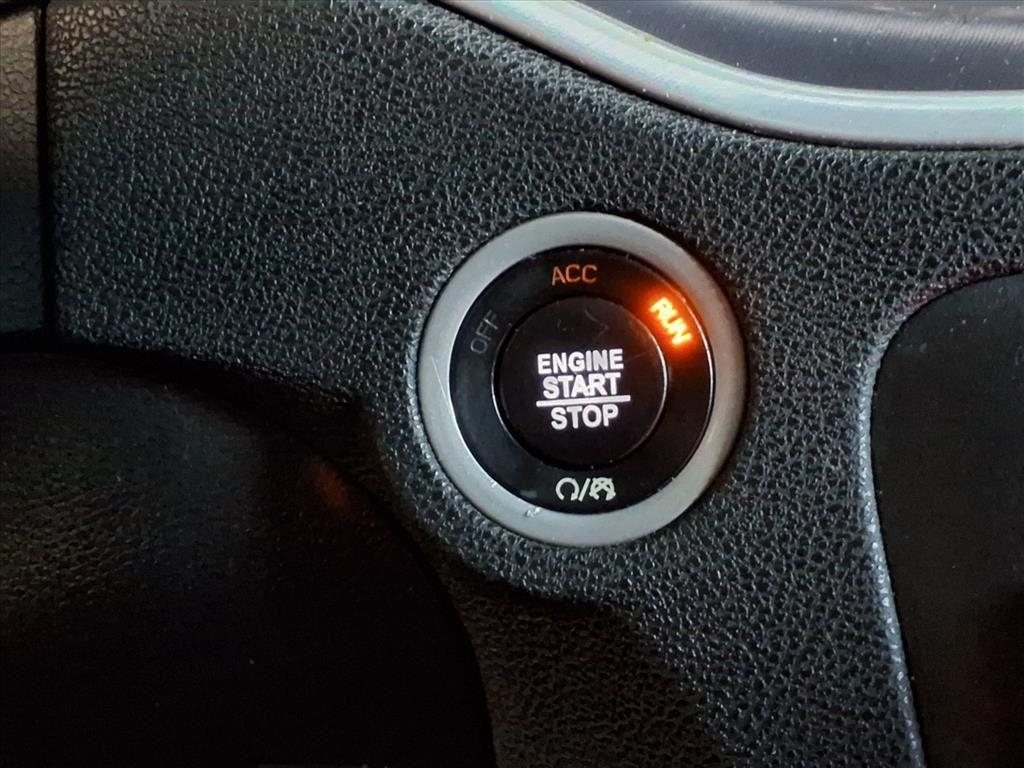 ACC
OFF
RUN
ENGINE
START
STOP